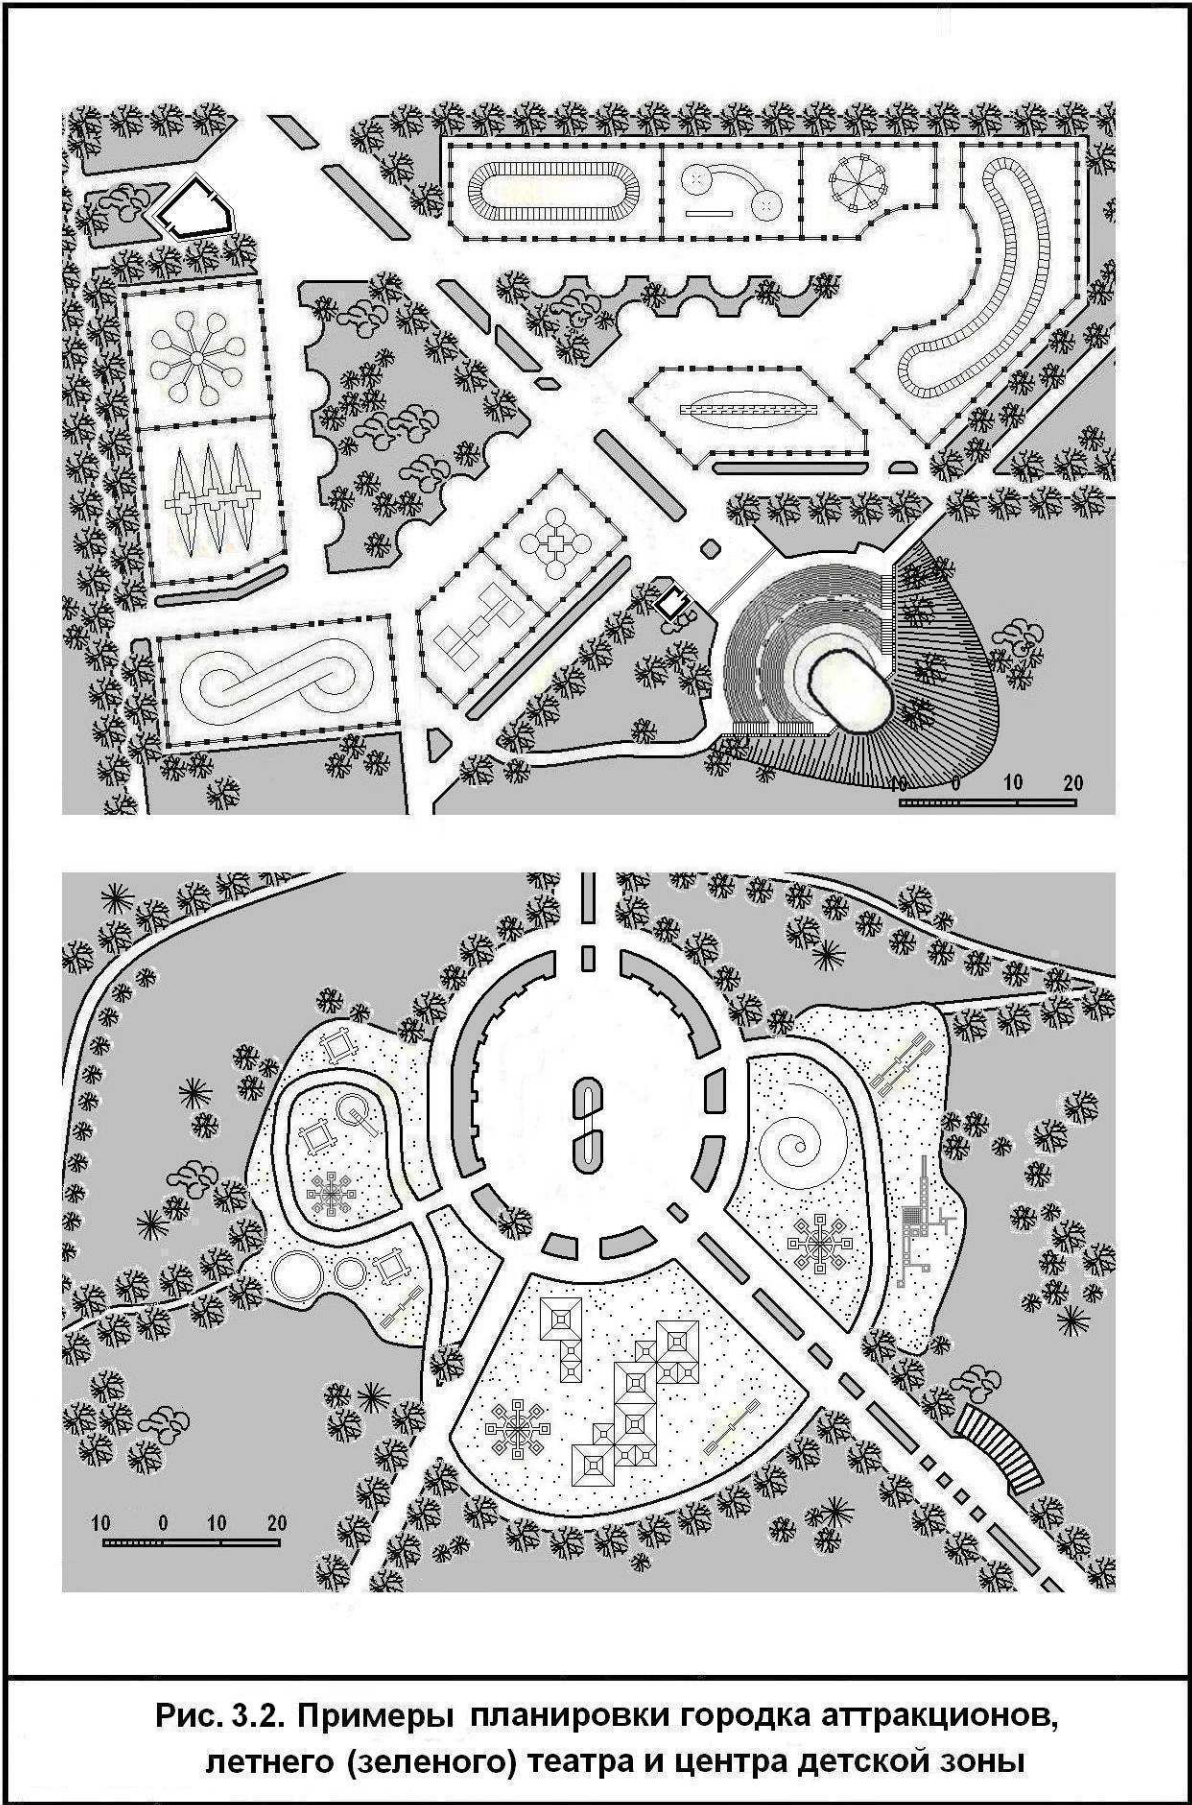 10 0 10 20
10 0 10 20
Рис. 3.2. Примеры планировки городка аттракционов,
летнего (зеленого) театра и центра детской зоны